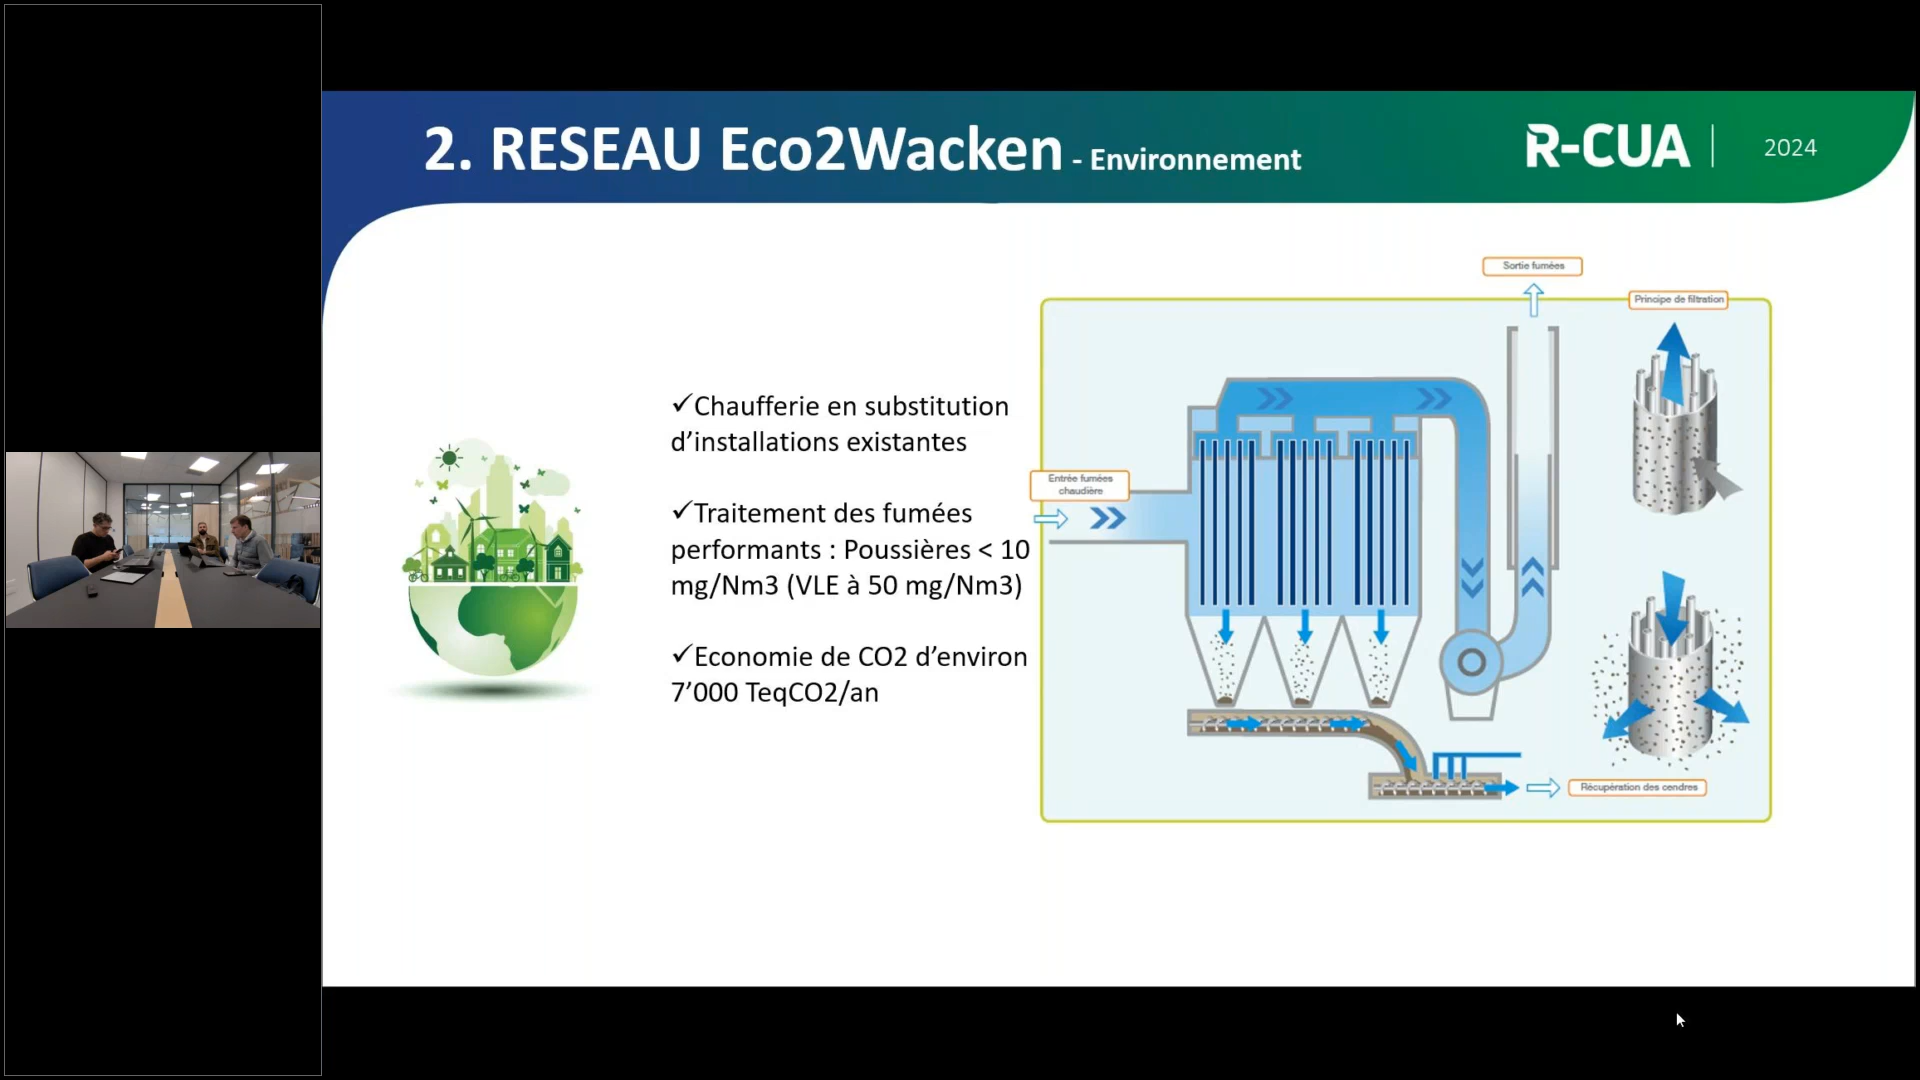 2. RESEAU Eco2Wacken - Environnement
R-CUA
2024
✓Chaufferie en substitution
d’installations existantes
✓Traitement des fumées
performants : Poussières < 10
mg/Nm3 (VLE à 50 mg/Nm3)
✓Economie de CO2 d’environ
7’000 TeqCO2/an
Sortie fumées
Principe de filtration
Entrée fumées
chaudière
Récupération des cendres